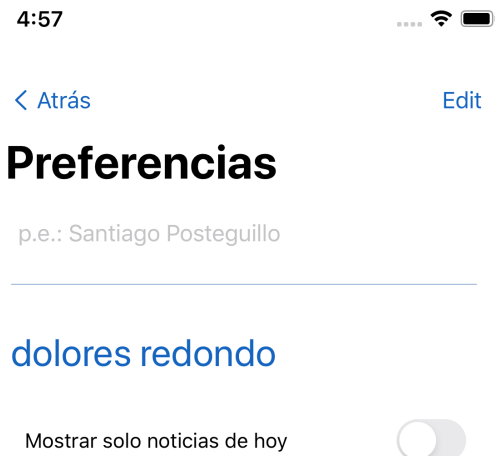 4:57
Atrás Edit
Preferencias
p.e.: Santiago Posteguillo
dolores redondo
Mostrar solo noticias de hoy